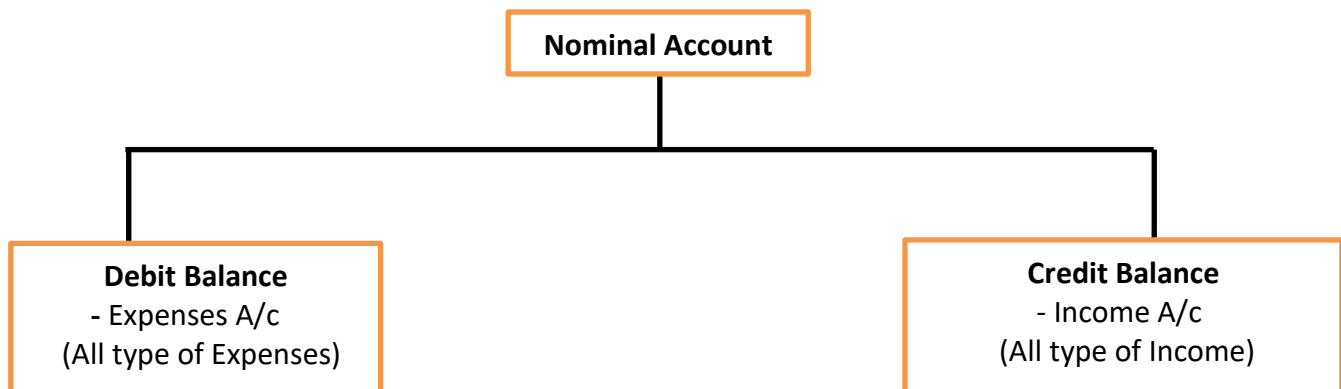 Nominal Account
Debit Balance
- Expenses A/c
(All type of Expenses)
Credit Balance
- Income A/c
(All type of Income)